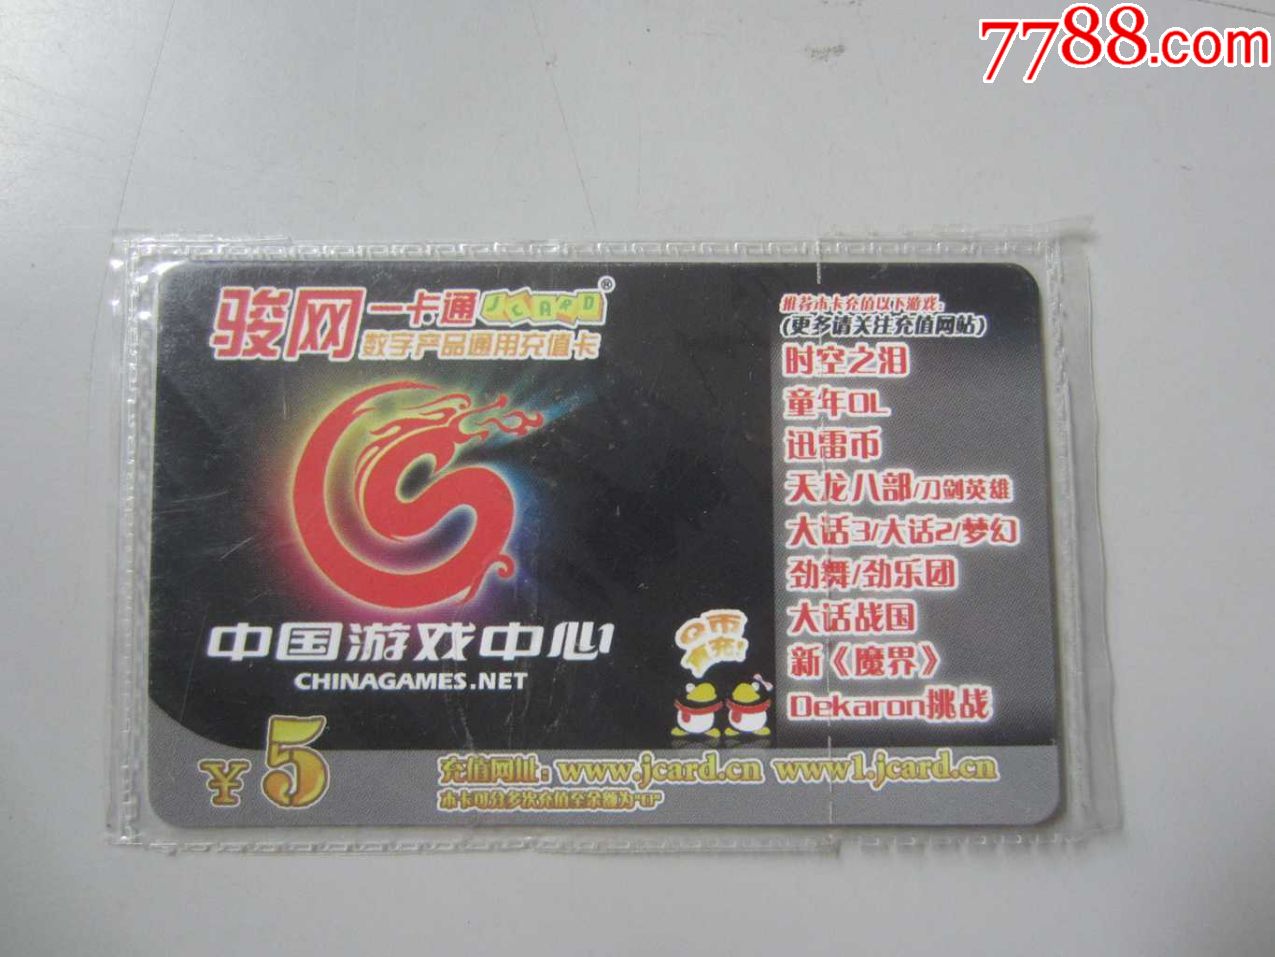 7788.com
骏网一卡通JCARD®
数字产品通用充值卡
中国游戏中心
CHINAGAMES.NET
¥5
推荐本卡充值以下游戏:
(更多请关注充值网站)
时空之泪
童年OL
迅雷币
天龙八部/刀剑英雄
大话3/大话2/梦幻
劲舞/劲乐团
大话战国
新《魔界》
Dekaron挑战
Q币
有充!
充值网址:www.jcard.cn www1.jcard.cn
本卡可分多次充值至余额为"0"